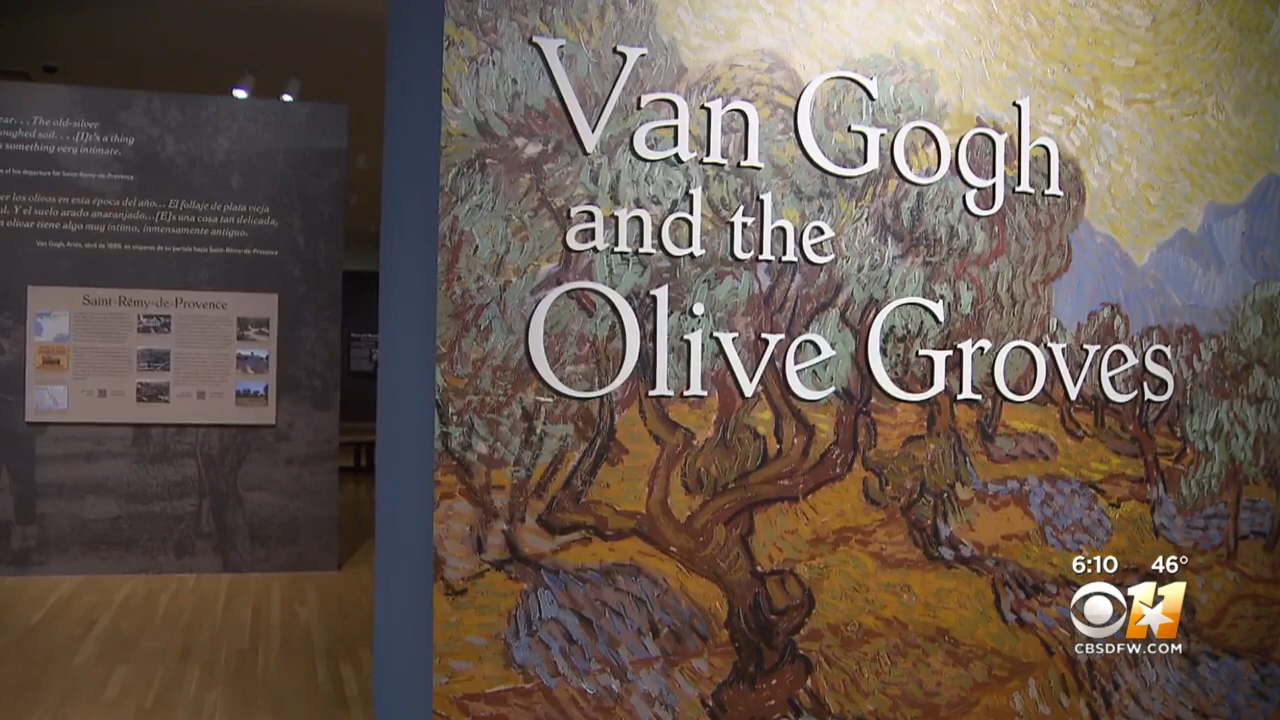 ear. . . The old-silver
oughed soil. . . . [I]t's a thing
s something very intimate.
e of his departure for Saint-Rémy-de-Provence
er los olivos en esta época del año... El follaje de plata vieja
ul. Y el suelo arado anaranjado...[E]s una cosa tan delicada,
n olivar tiene algo muy íntimo, inmensamente antiguo.
Van Gogh, Arles, abril de 1889, en vísperas de su partida hacia Saint-Rémy-de-Provence
Saint-Rémy-de-Provence
Van Gogh
and the
Olive Groves
6:10 46°
11
CBSDFW.COM